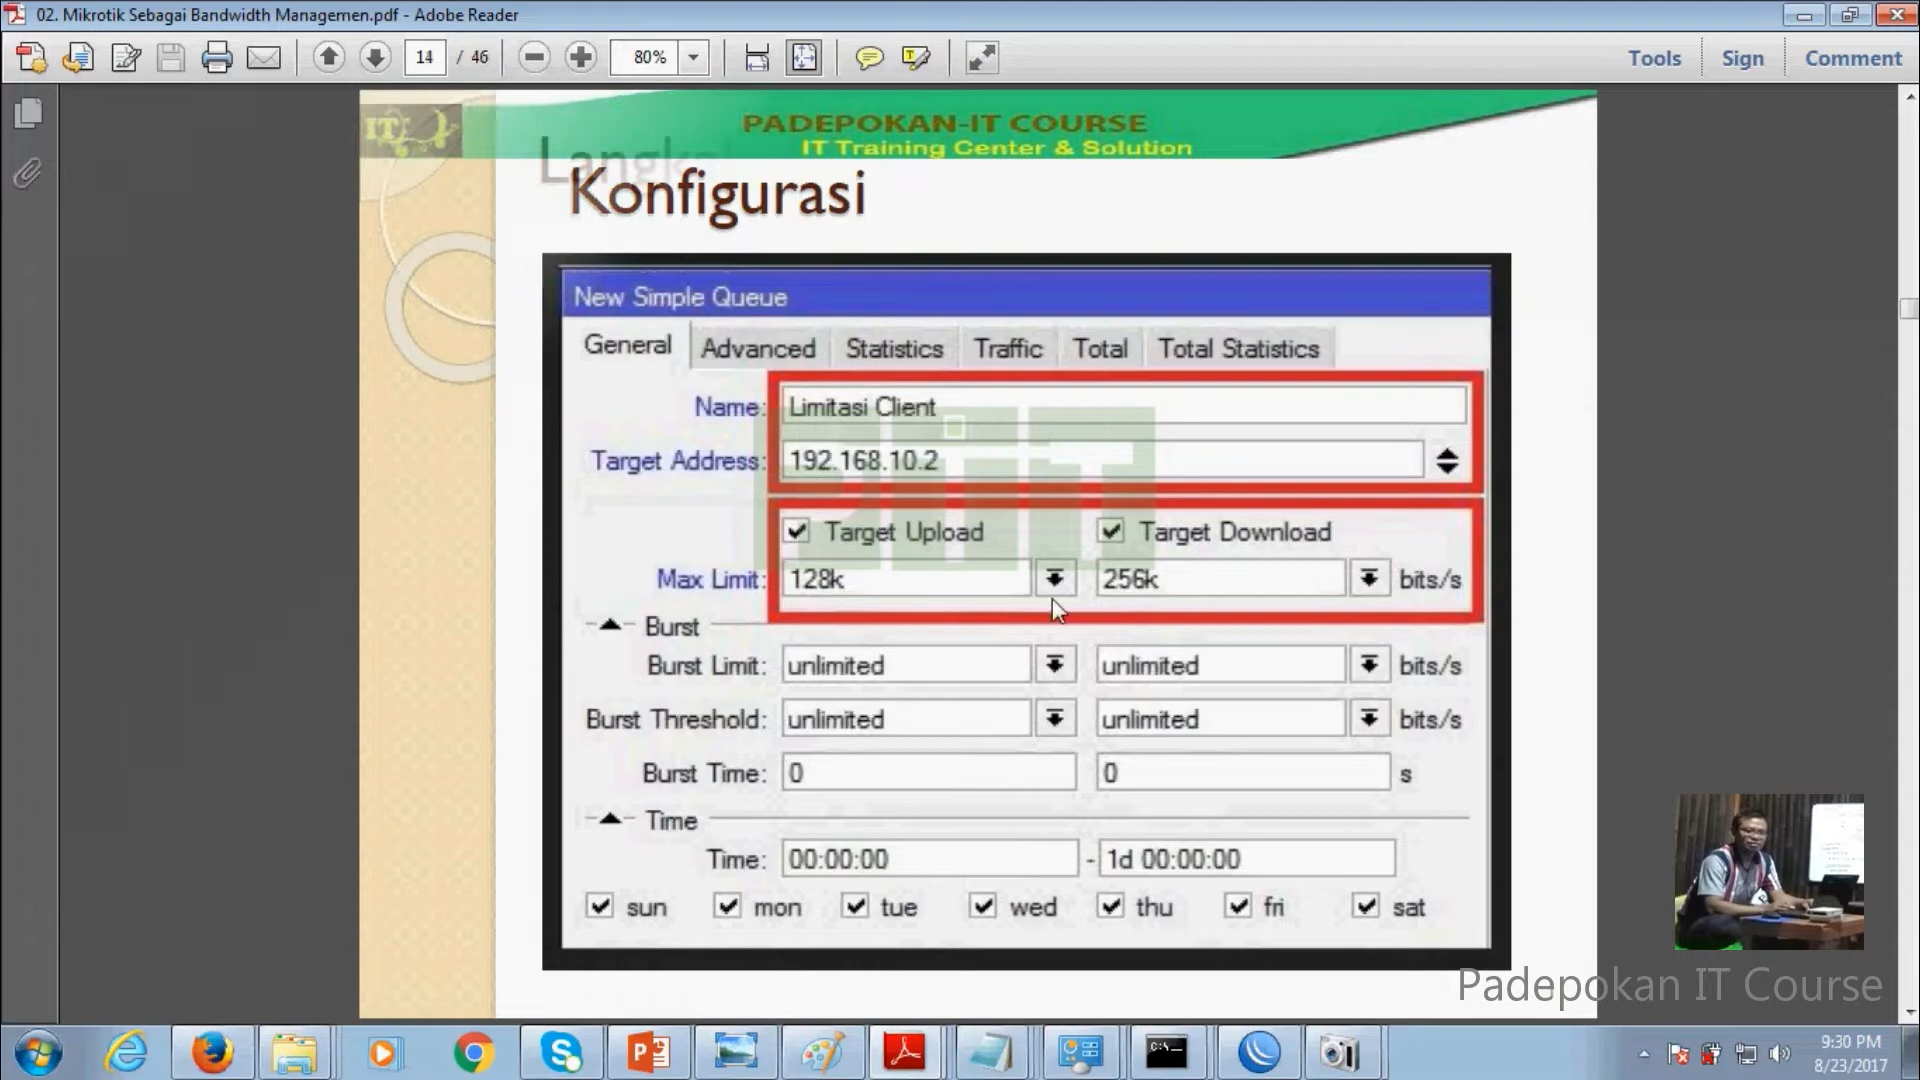 02. Mikrotik Sebagai Bandwidth Managemen.pdf - Adobe Reader
14 / 46 80% Tools Sign Comment
PADEPOKAN-IT COURSE
IT Training Center & Solution
Konfigurasi
New Simple Queue
General Advanced Statistics Traffic Total Total Statistics
Name: Limitasi Client
Target Address: 192.168.10.2
Target Upload Target Download
Max Limit: 128k 256k bits/s
Burst
Burst Limit: unlimited unlimited bits/s
Burst Threshold: unlimited unlimited bits/s
Burst Time: 0 0 s
Time
Time: 00:00:00 - 1d 00:00:00
sun mon tue wed thu fri sat
Padepokan IT Course
9:30 PM
8/23/2017